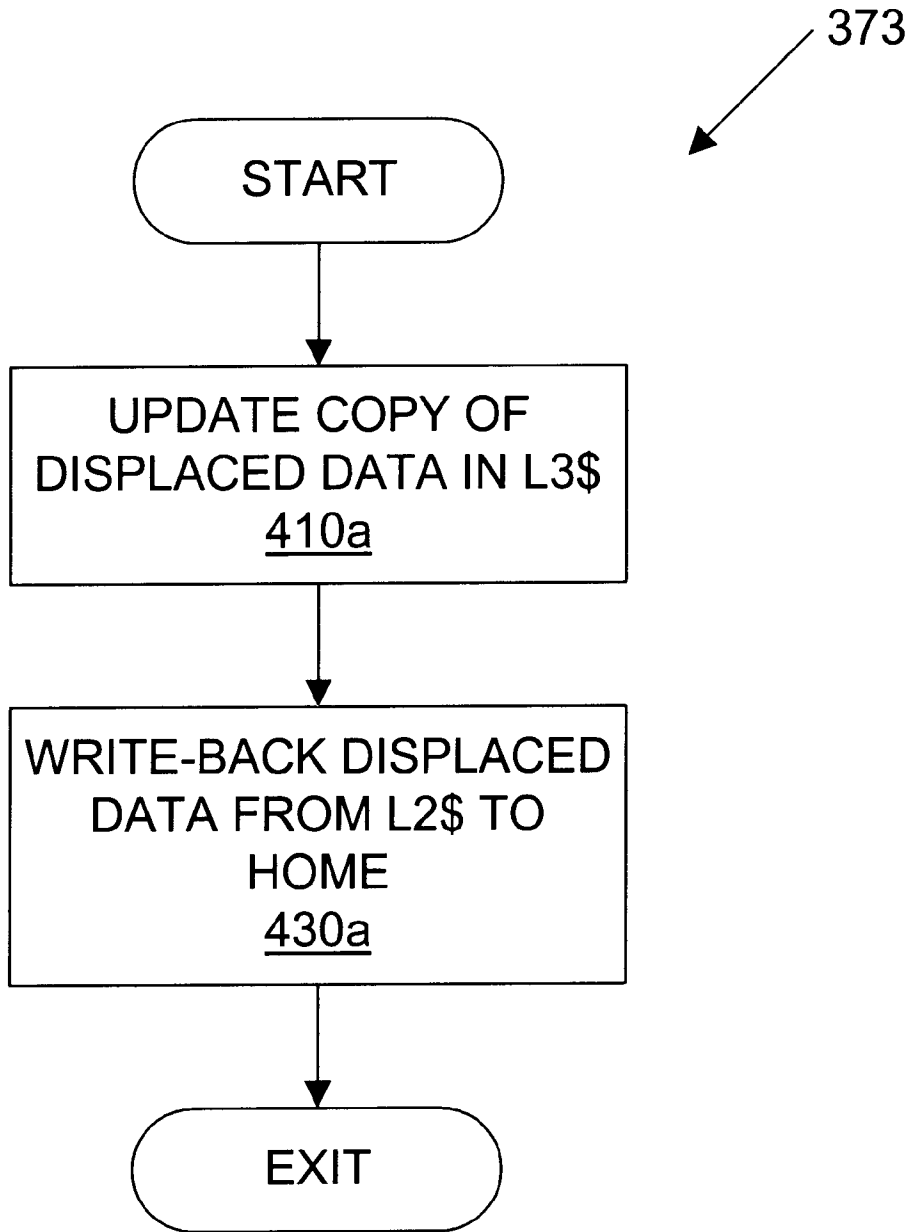 373
START
UPDATE COPY OF
DISPLACED DATA IN L3$
410a
WRITE-BACK DISPLACED
DATA FROM L2$ TO
HOME
430a
EXIT